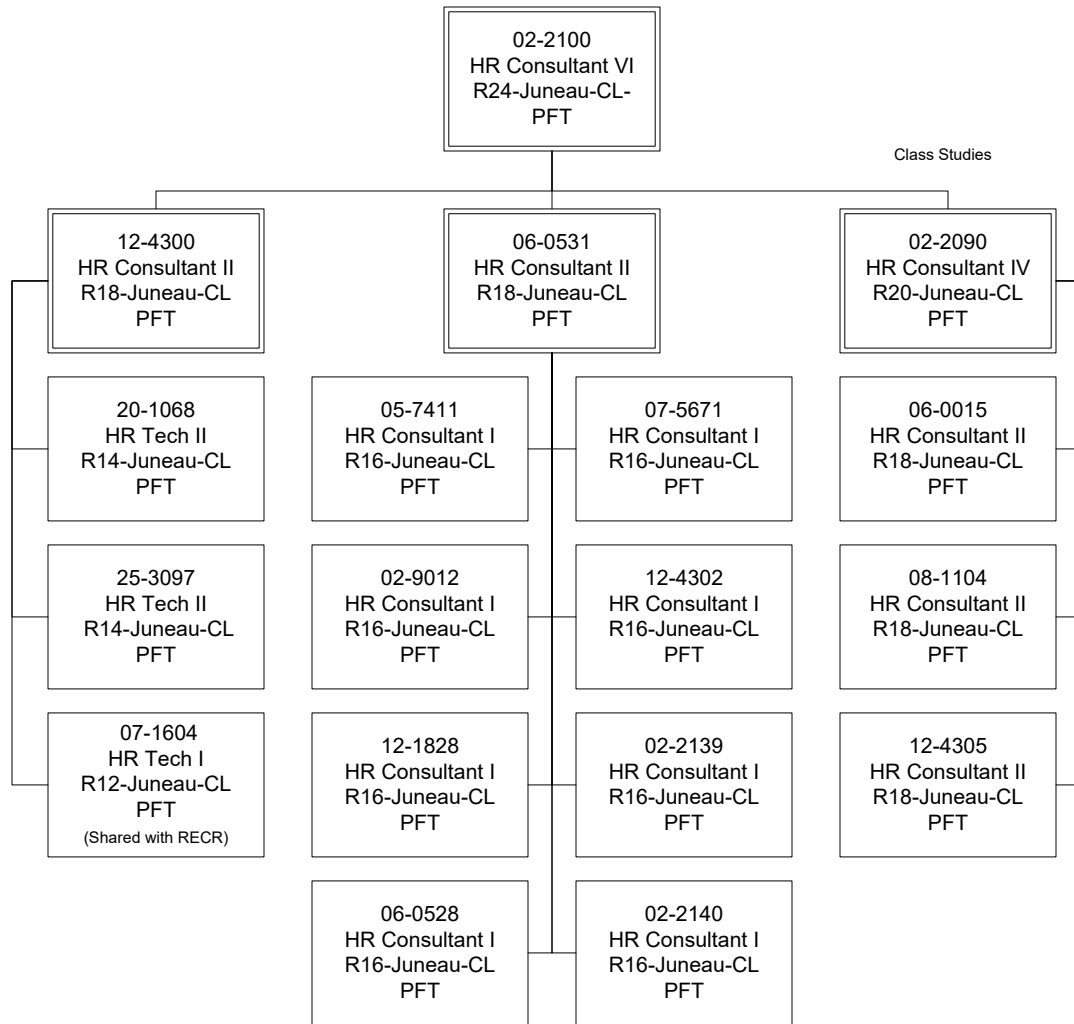 02-2100
HR Consultant VI
R24-Juneau-CL-
PFT
Class Studies
12-4300
HR Consultant II
R18-Juneau-CL
PFT
06-0531
HR Consultant II
R18-Juneau-CL
PFT
02-2090
HR Consultant IV
R20-Juneau-CL
PFT
20-1068
HR Tech II
R14-Juneau-CL
PFT
05-7411
HR Consultant I
R16-Juneau-CL
PFT
07-5671
HR Consultant I
R16-Juneau-CL
PFT
06-0015
HR Consultant II
R18-Juneau-CL
PFT
25-3097
HR Tech II
R14-Juneau-CL
PFT
02-9012
HR Consultant I
R16-Juneau-CL
PFT
12-4302
HR Consultant I
R16-Juneau-CL
PFT
08-1104
HR Consultant II
R18-Juneau-CL
PFT
07-1604
HR Tech I
R12-Juneau-CL
PFT
(Shared with RECR)
12-1828
HR Consultant I
R16-Juneau-CL
PFT
02-2139
HR Consultant I
R16-Juneau-CL
PFT
12-4305
HR Consultant II
R18-Juneau-CL
PFT
06-0528
HR Consultant I
R16-Juneau-CL
PFT
02-2140
HR Consultant I
R16-Juneau-CL
PFT